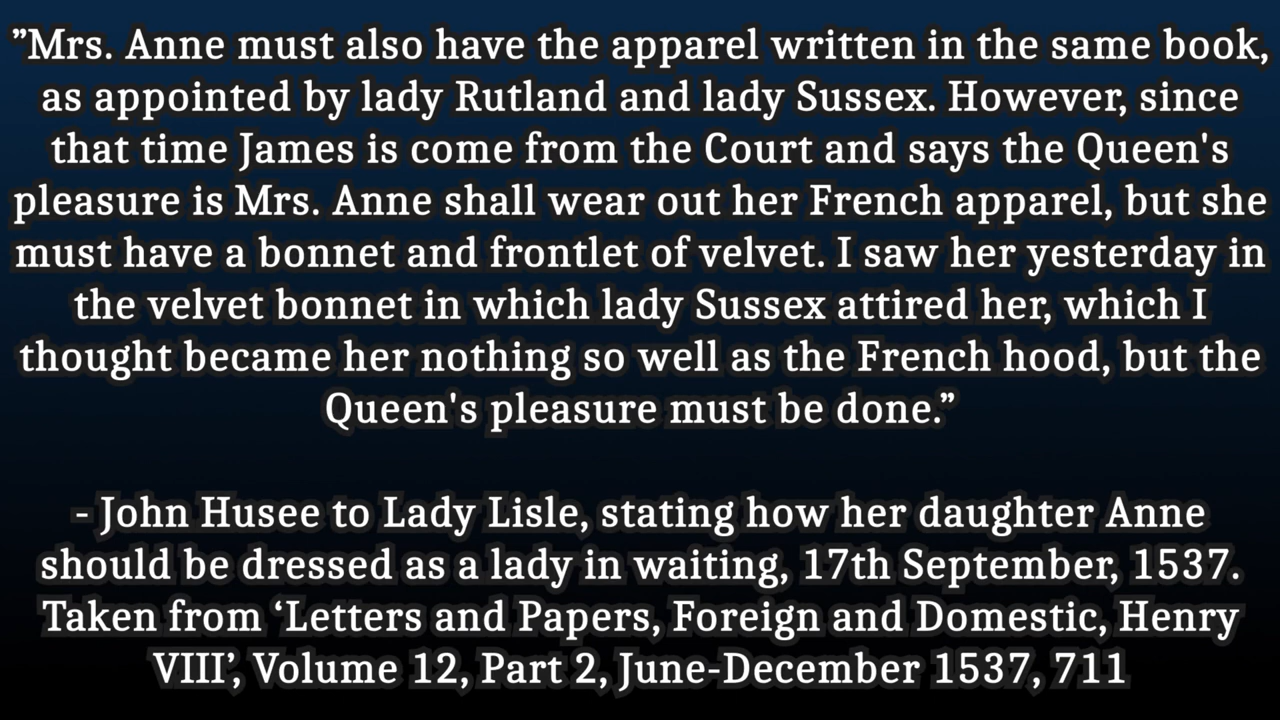 ”Mrs. Anne must also have the apparel written in the same book,
as appointed by lady Rutland and lady Sussex. However, since
that time James is come from the Court and says the Queen's
pleasure is Mrs. Anne shall wear out her French apparel, but she
must have a bonnet and frontlet of velvet. I saw her yesterday in
the velvet bonnet in which lady Sussex attired her, which I
thought became her nothing so well as the French hood, but the
Queen's pleasure must be done.”
- John Husee to Lady Lisle, stating how her daughter Anne
should be dressed as a lady in waiting, 17th September, 1537.
Taken from ‘Letters and Papers, Foreign and Domestic, Henry
VIII’, Volume 12, Part 2, June-December 1537, 711